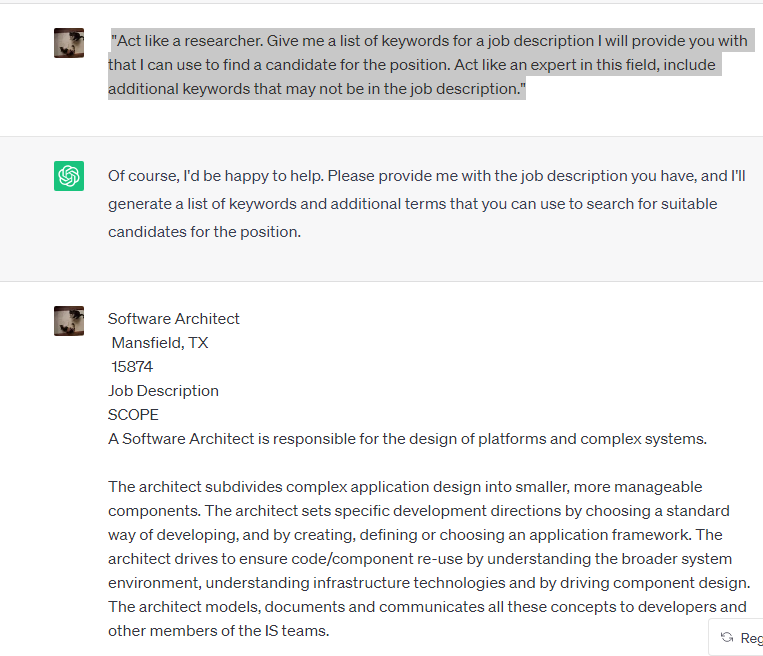 "Act like a researcher. Give me a list of keywords for a job description I will provide you with
that I can use to find a candidate for the position. Act like an expert in this field, include
additional keywords that may not be in the job description."
Of course, I'd be happy to help. Please provide me with the job description you have, and I'll
generate a list of keywords and additional terms that you can use to search for suitable
candidates for the position.
Software Architect
Mansfield, TX
15874
Job Description
SCOPE
A Software Architect is responsible for the design of platforms and complex systems.
The architect subdivides complex application design into smaller, more manageable
components. The architect sets specific development directions by choosing a standard
way of developing, and by creating, defining or choosing an application framework. The
architect drives to ensure code/component re-use by understanding the broader system
environment, understanding infrastructure technologies and by driving component design.
The architect models, documents and communicates all these concepts to developers and
other members of the IS teams.
Reg